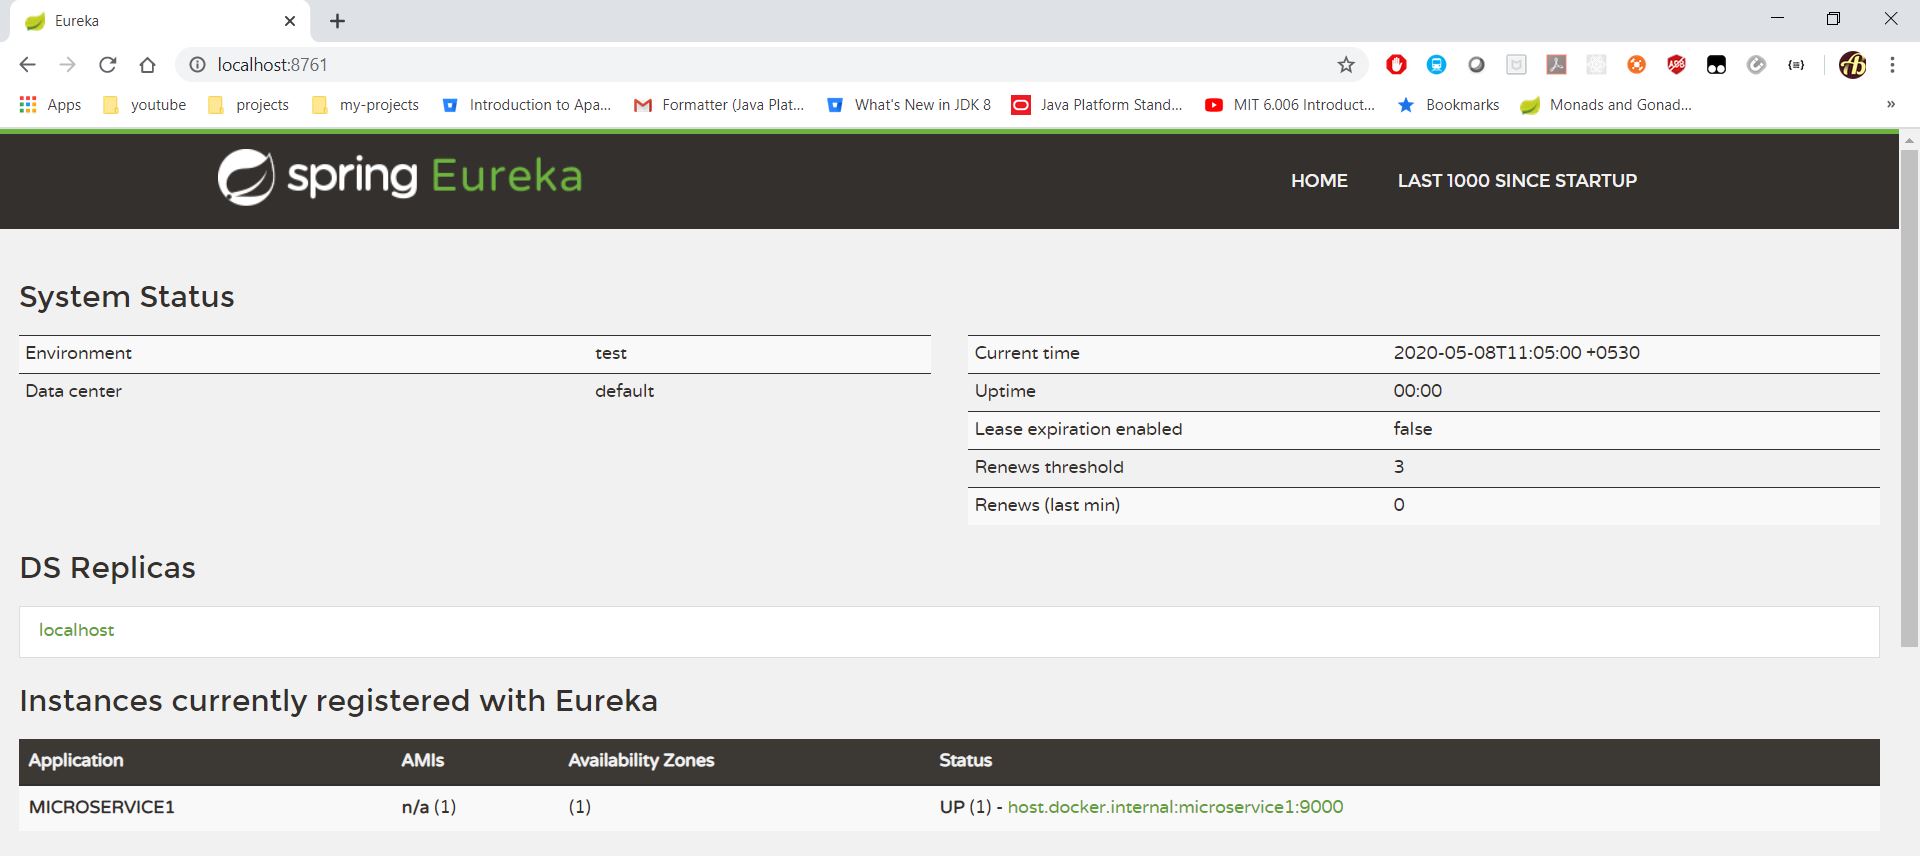 Eureka
localhost:8761
Apps youtube projects my-projects Introduction to Apa... Formatter (Java Plat... What's New in JDK 8 Java Platform Stand... MIT 6.006 Introduct... Bookmarks Monads and Gonad... »
spring Eureka HOME LAST 1000 SINCE STARTUP
System Status
Environment test
Data center default
Current time 2020-05-08T11:05:00 +0530
Uptime 00:00
Lease expiration enabled false
Renews threshold 3
Renews (last min) 0
DS Replicas
localhost
Instances currently registered with Eureka
Application AMIs Availability Zones Status
MICROSERVICE1 n/a (1) (1) UP (1) - host.docker.internal:microservice1:9000